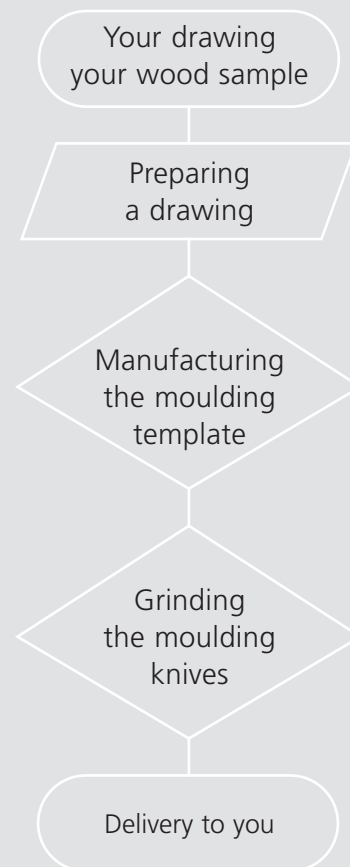 Your drawing
your wood sample
Preparing
a drawing
Manufacturing
the moulding
template
Grinding
the moulding
knives
Delivery to you